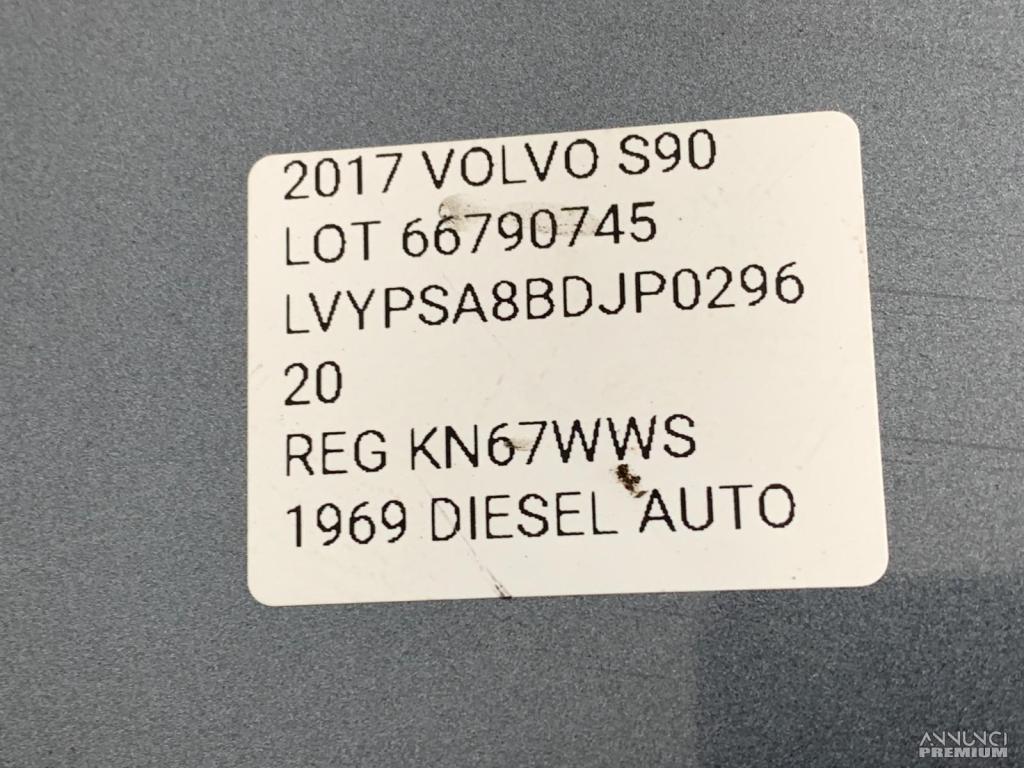 2017 VOLVO S90
LOT 66790745
LVYPSA8BDJP0296
20
REG KN67WWS
1969 DIESEL AUTO
ANNUNCI
PREMIUM